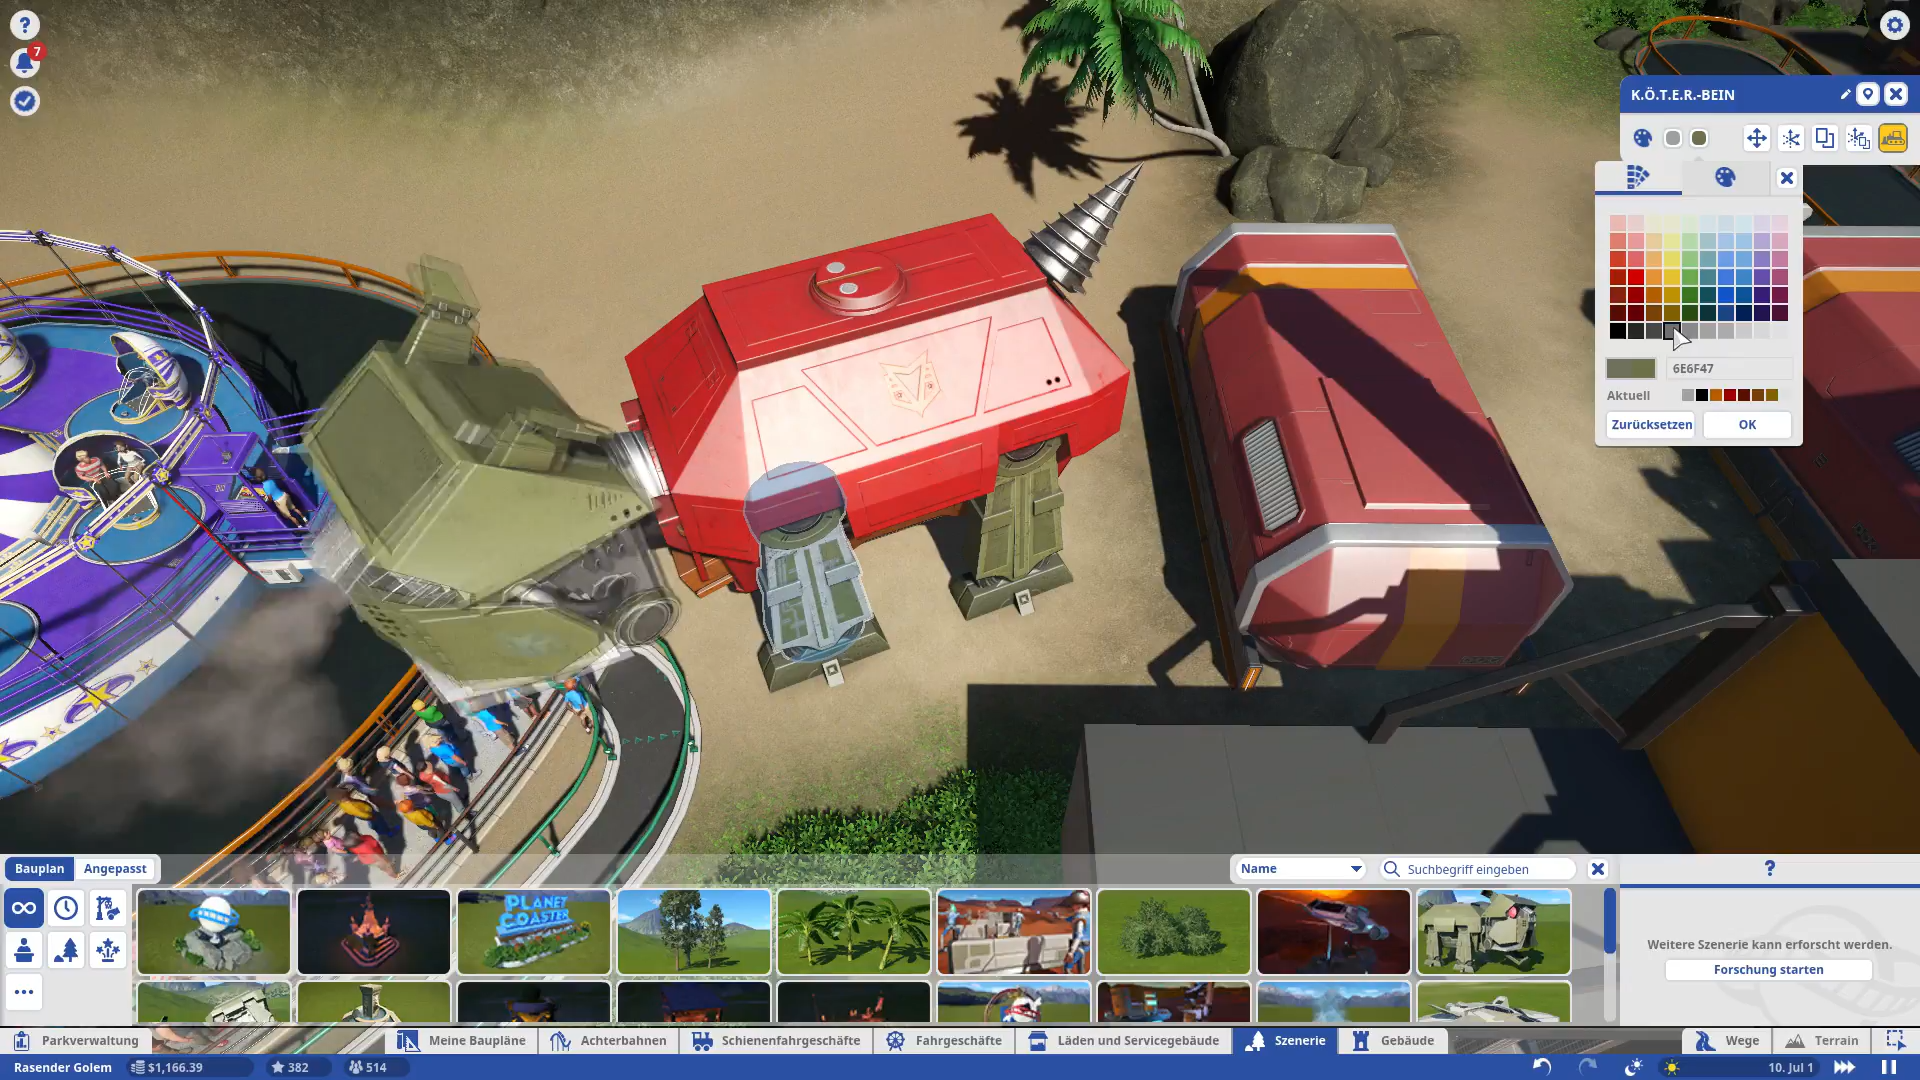 ?
7
K.Ö.T.E.R.-BEIN
6E6F47
Aktuell
Zurücksetzen
OK
Bauplan
Angepasst
Name
Suchbegriff eingeben
?
PLANET
COASTER
Weitere Szenerie kann erforscht werden.
Forschung starten
Parkverwaltung
Meine Baupläne
Achterbahnen
Schienenfahrgeschäfte
Fahrgeschäfte
Läden und Servicegebäude
Szenerie
Gebäude
Wege
Terrain
Rasender Golem
$1,166.39
382
514
10. Jul 1